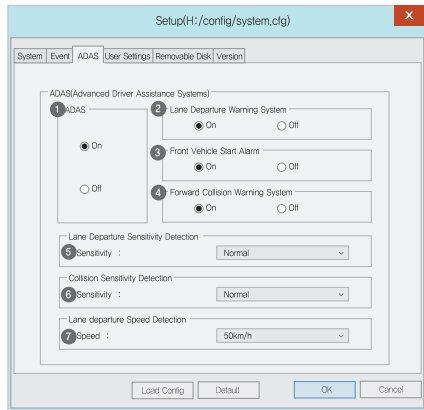 Setup(H:/config/system,cfg)
X
System Event ADAS User Settings Removable Disk Version
ADAS(Advanced Driver Assistance Systems)
1 ADAS
On
Off
2 Lane Departure Warning System
On Off
3 Front Vehicle Start Alarm
On Off
4 Forward Collision Warning System
On Off
Lane Departure Sensitivity Detection
5 Sensitivity : Normal
Collision Sensitivity Detection
6 Sensitivity : Normal
Lane departure Speed Detection
7 Speed : 50km/h
Load Config Default OK Cancel